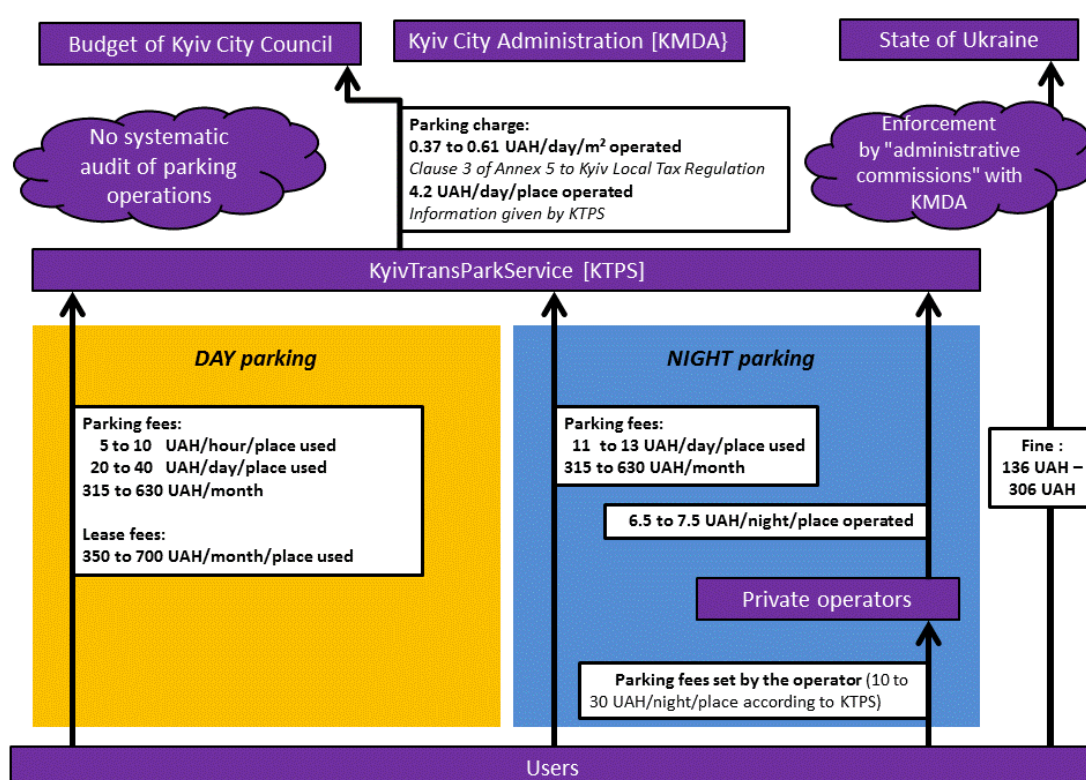 Budget of Kyiv City Council
Kyiv City Administration [KMDA}
State of Ukraine
No systematic
audit of parking
operations
Parking charge:
0.37 to 0.61 UAH/day/m² operated
Clause 3 of Annex 5 to Kyiv Local Tax Regulation
4.2 UAH/day/place operated
Information given by KTPS
Enforcement
by "administrative
commissions" with
KMDA
KyivTransParkService [KTPS]
DAY parking
Parking fees:
5 to 10 UAH/hour/place used
20 to 40 UAH/day/place used
315 to 630 UAH/month
Lease fees:
350 to 700 UAH/month/place used
NIGHT parking
Parking fees:
11 to 13 UAH/day/place used
315 to 630 UAH/month
6.5 to 7.5 UAH/night/place operated
Private operators
Parking fees set by the operator (10 to
30 UAH/night/place according to KTPS)
Fine :
136 UAH –
306 UAH
Users